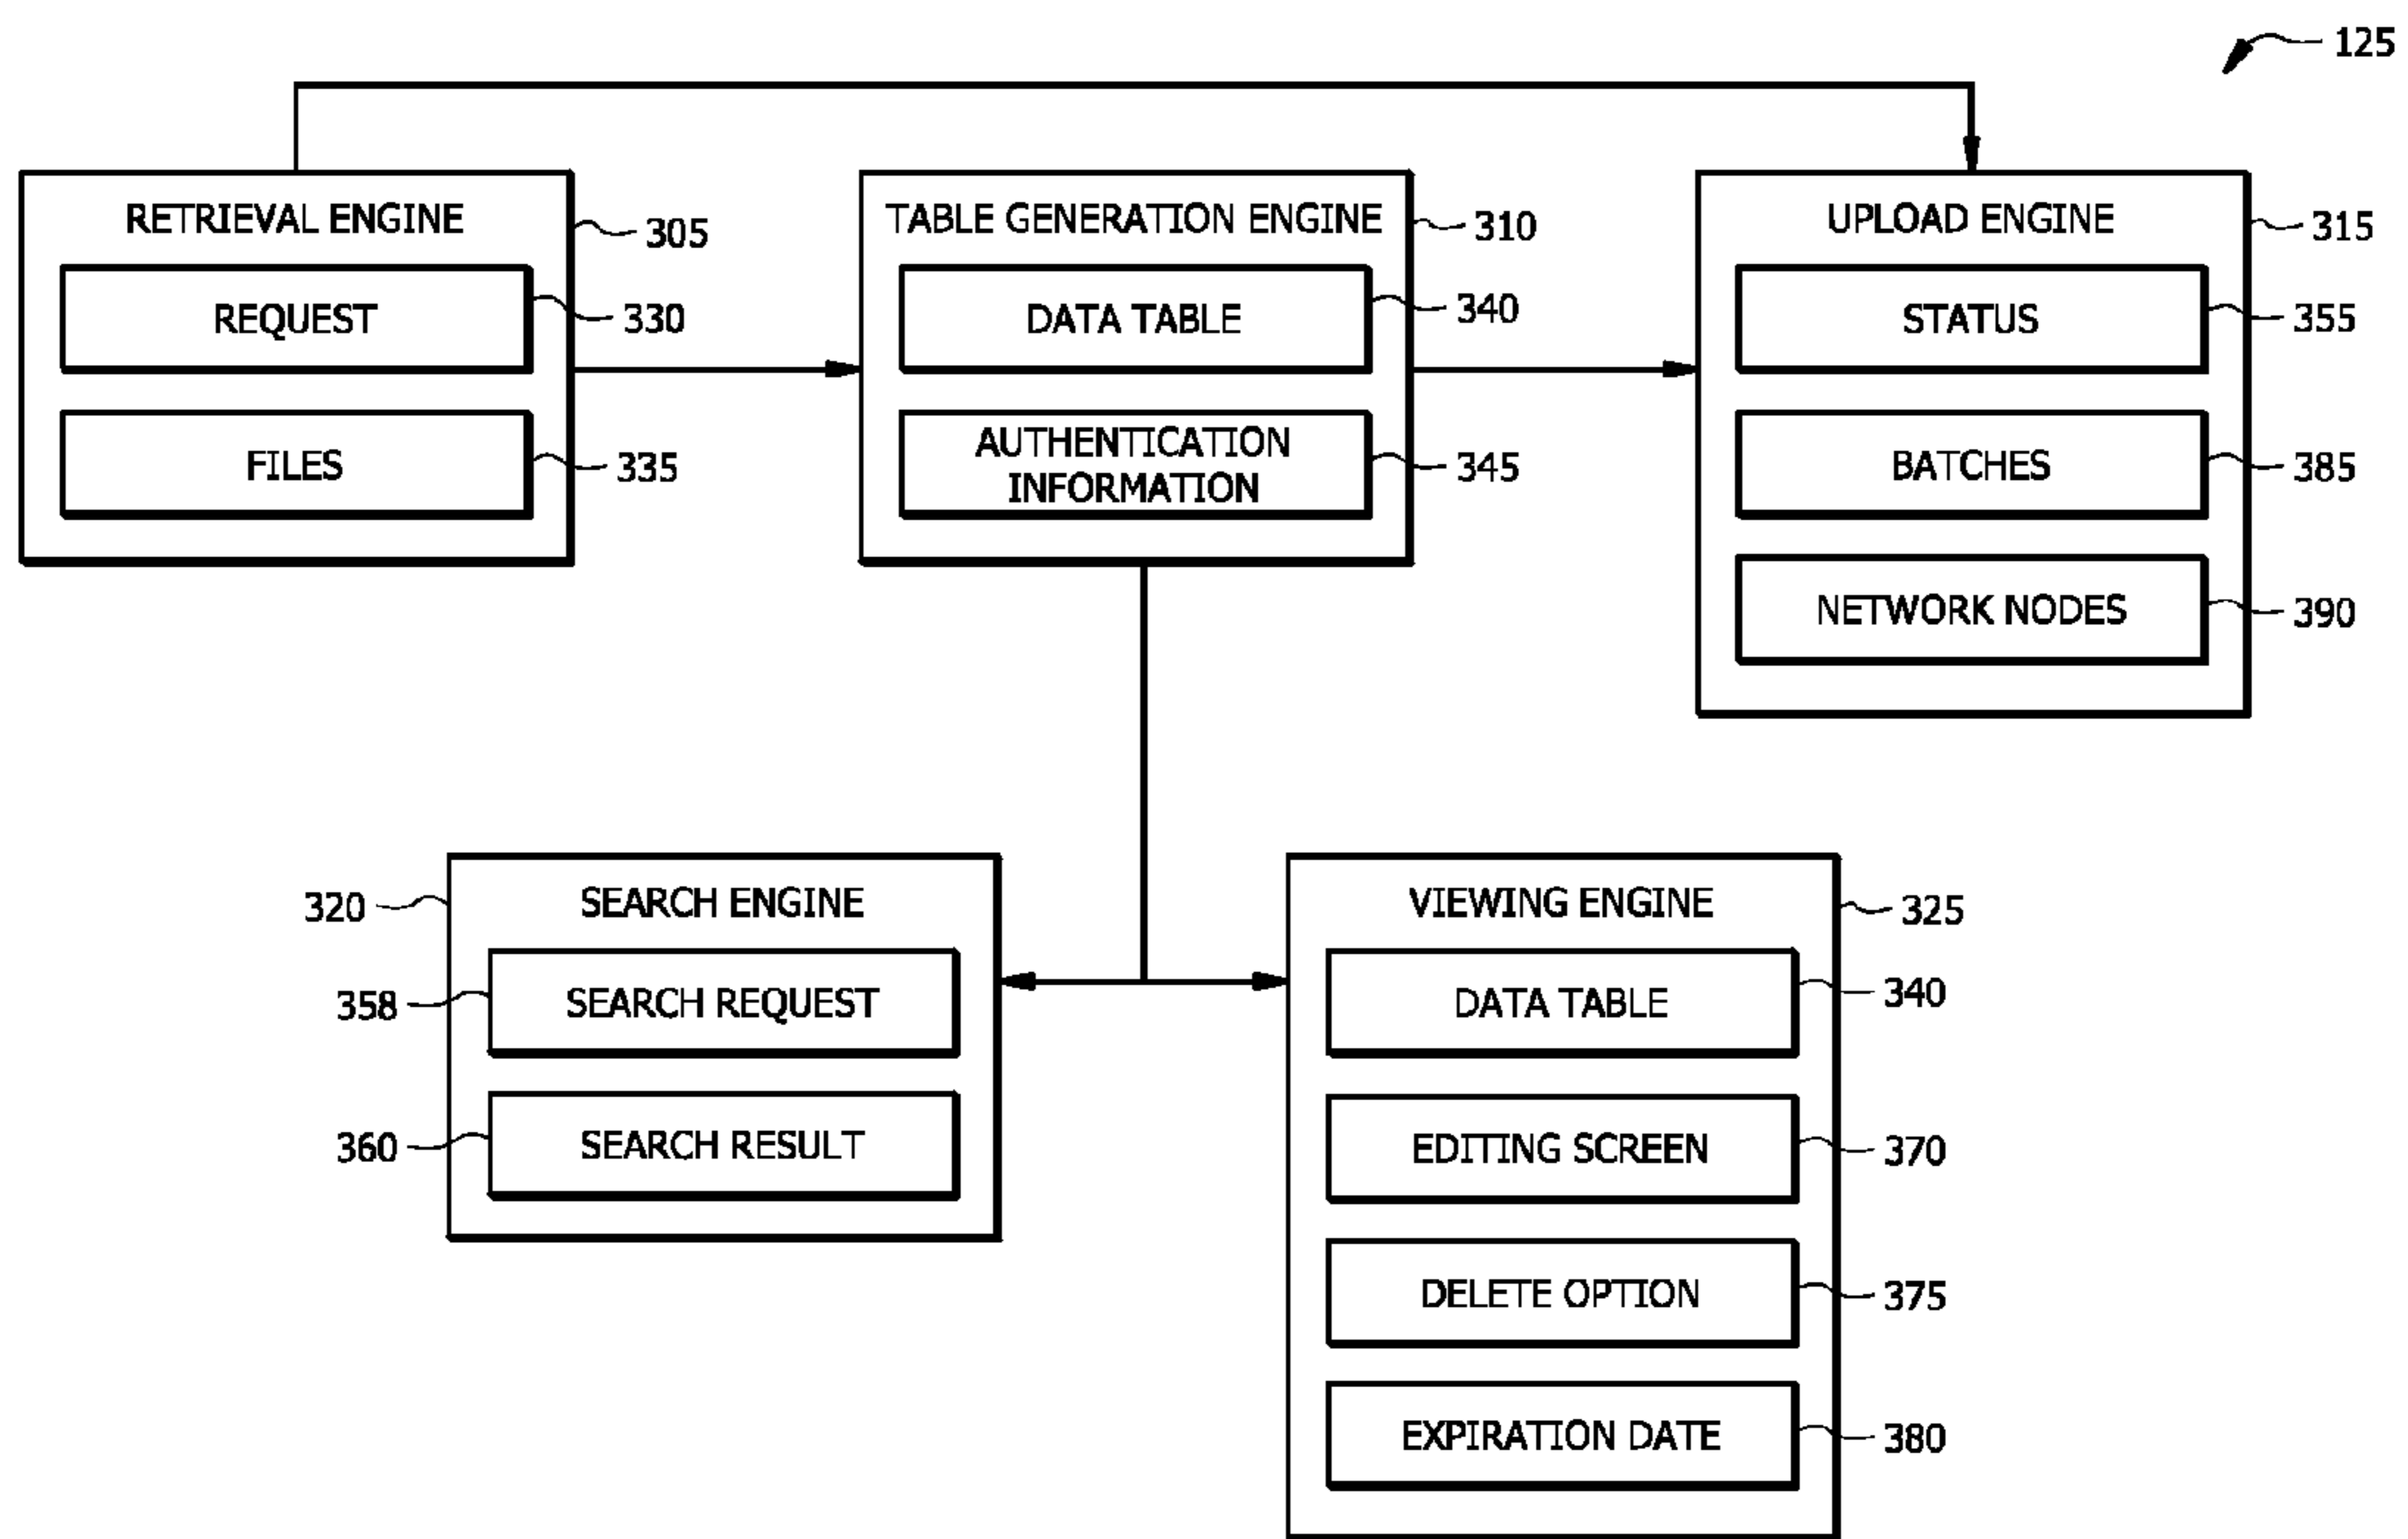 125
RETRIEVAL ENGINE
305
REQUEST
330
FILES
335
TABLE GENERATION ENGINE
310
DATA TABLE
340
AUTHENTICATION
INFORMATION
345
UPLOAD ENGINE
315
STATUS
355
BATCHES
385
NETWORK NODES
390
320
SEARCH ENGINE
358
SEARCH REQUEST
360
SEARCH RESULT
VIEWING ENGINE
325
DATA TABLE
340
EDITING SCREEN
370
DELETE OPTION
375
EXPIRATION DATE
380